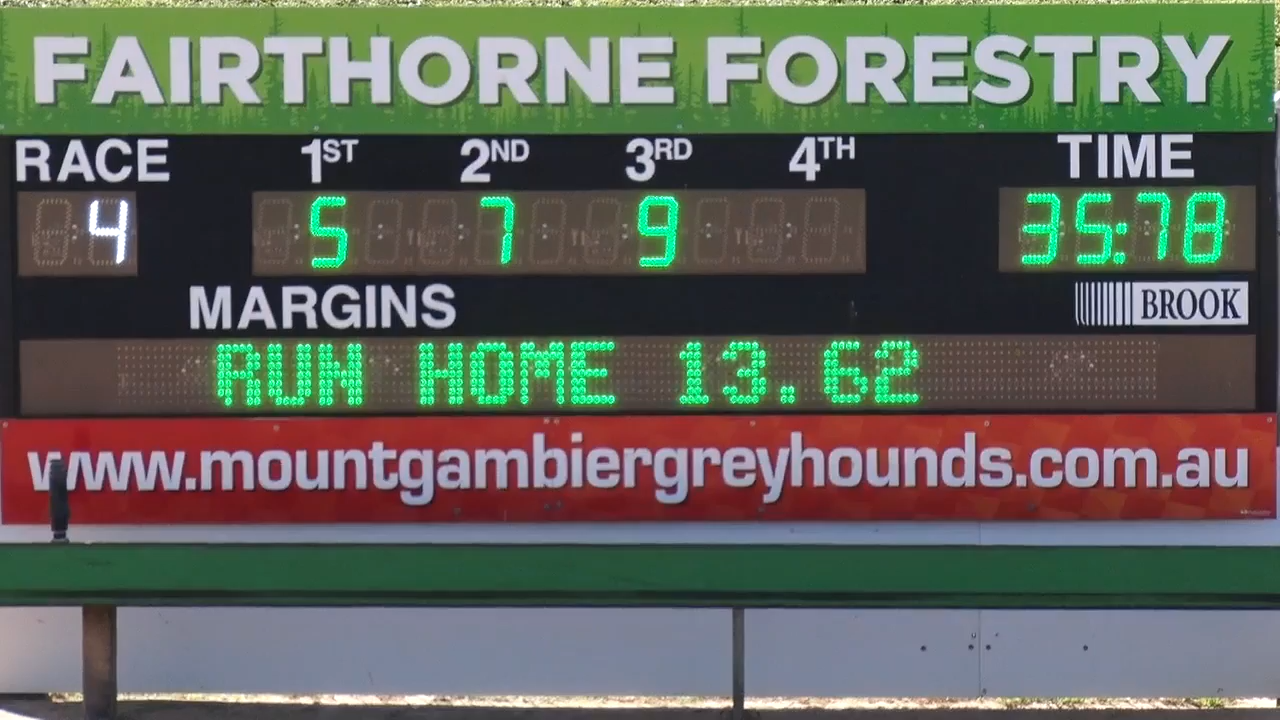 FAIRTHORNE FORESTRY
RACE 1ST 2ND 3RD 4TH TIME
4 5 7 9 35:78
MARGINS BROOK
RUN HOME 13.62
www.mountgambiergreyhounds.com.au